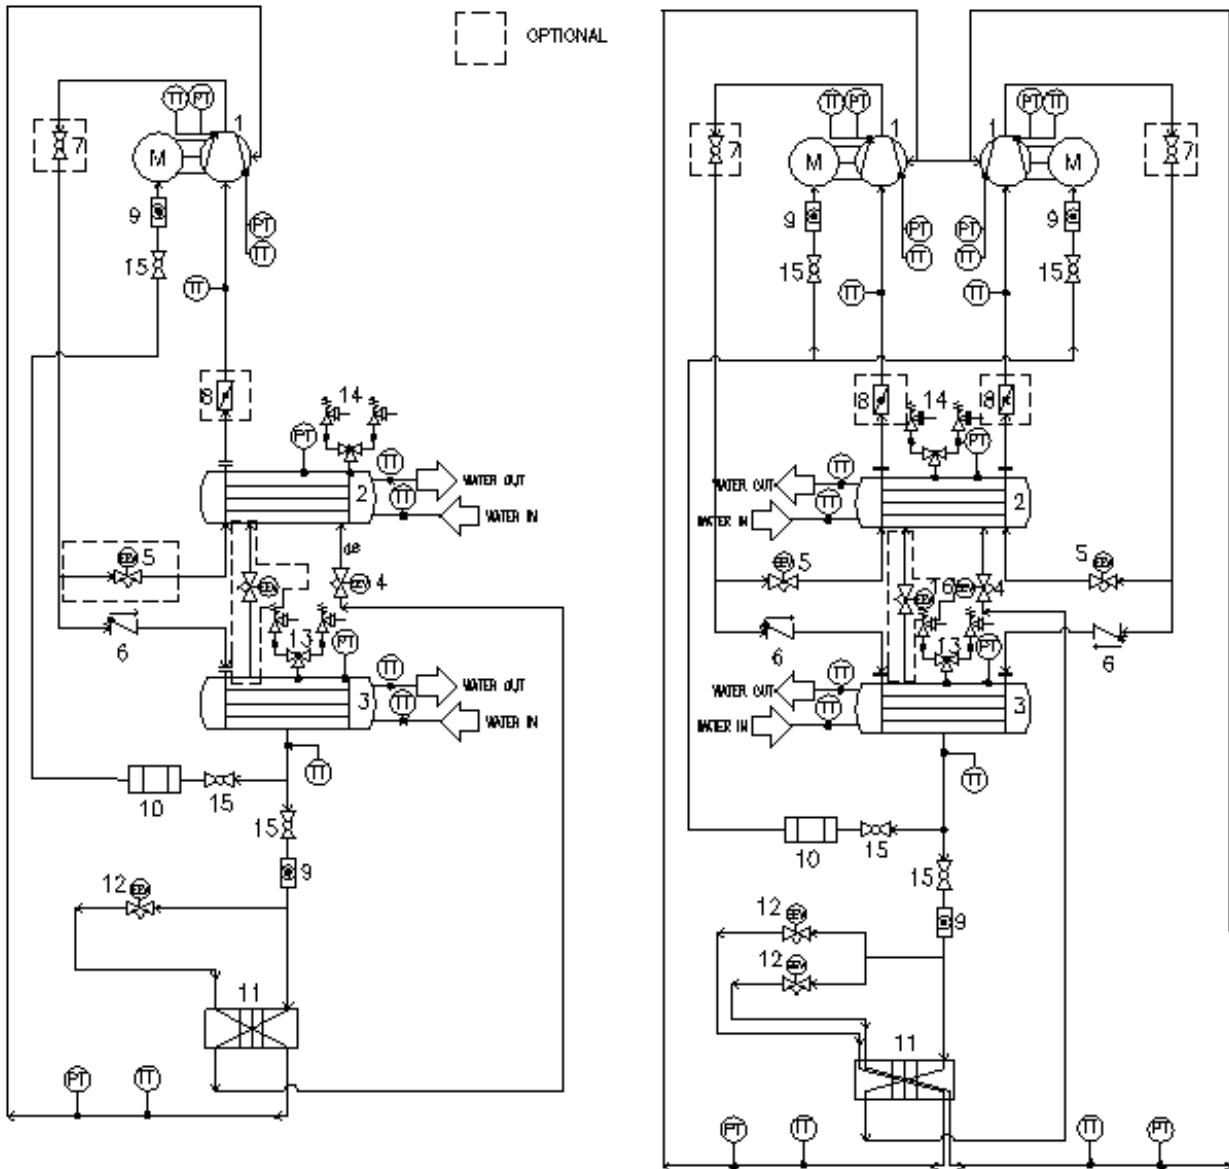 OPTIONAL
TT PT 1
7 M
9 PT
TT
15
TT
8 14
PT TT
WATER OUT
2 TT
WATER IN
EEV 5
EEV EEV 4
6 13 PT
TT WATER OUT
3 TT
WATER IN
TT
10 15
15
9
12 EEV
11
PT TT
TT PT 1 1 PT TT
7 M M 7
9 PT PT 9
TT TT
15 15
TT TT
8 14 8
PT
TT
WATER OUT
TT 2
WATER IN
EEV 5 5 EEV
EEV 4
EEV
6 13 PT 6
TT
WATER OUT
TT 3
WATER IN
TT
10 15
15
12 EEV 9
12 EEV
11
PT TT TT PT